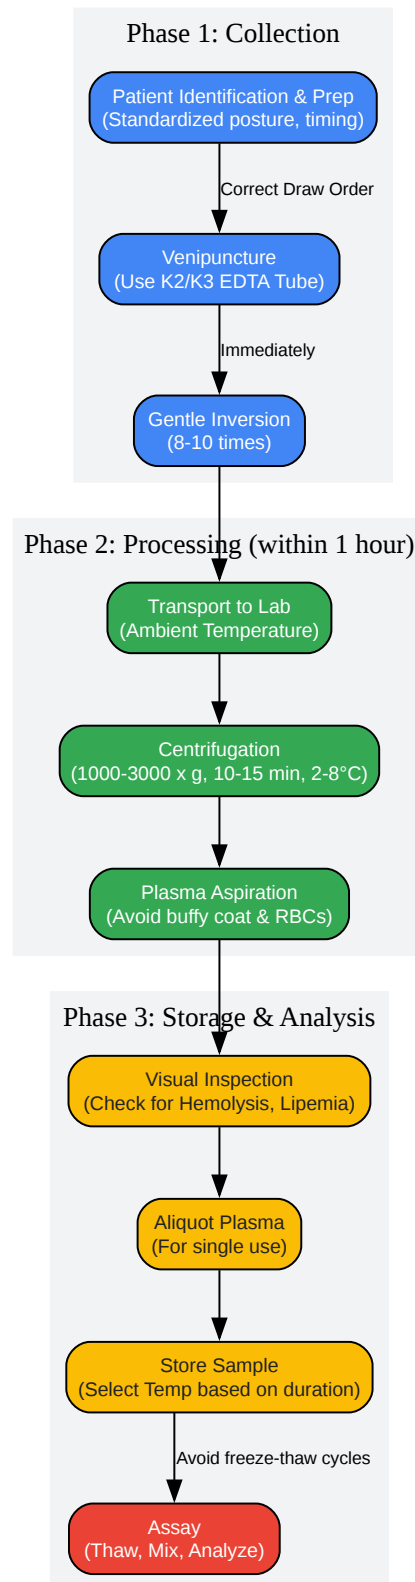 Phase 1: Collection
Patient Identification & Prep
(Standardized posture, timing)
Correct Draw Order
Venipuncture
(Use K2/K3 EDTA Tube)
Immediately
Gentle Inversion
(8-10 times)
Phase 2: Processing (within 1 hour)
Transport to Lab
(Ambient Temperature)
Centrifugation
(1000-3000 x g, 10-15 min, 2-8°C)
Plasma Aspiration
(Avoid buffy coat & RBCs)
Phase 3: Storage & Analysis
Visual Inspection
(Check for Hemolysis, Lipemia)
Aliquot Plasma
(For single use)
Store Sample
(Select Temp based on duration)
Avoid freeze-thaw cycles
Assay
(Thaw, Mix, Analyze)